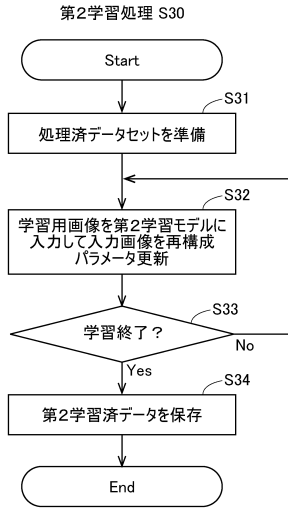 第2学習処理 S30
Start
S31
処理済データセットを準備
S32
学習用画像を第2学習モデルに
入力して入力画像を再構成
パラメータ更新
S33
学習終了？
No
Yes
S34
第2学習済データを保存
End